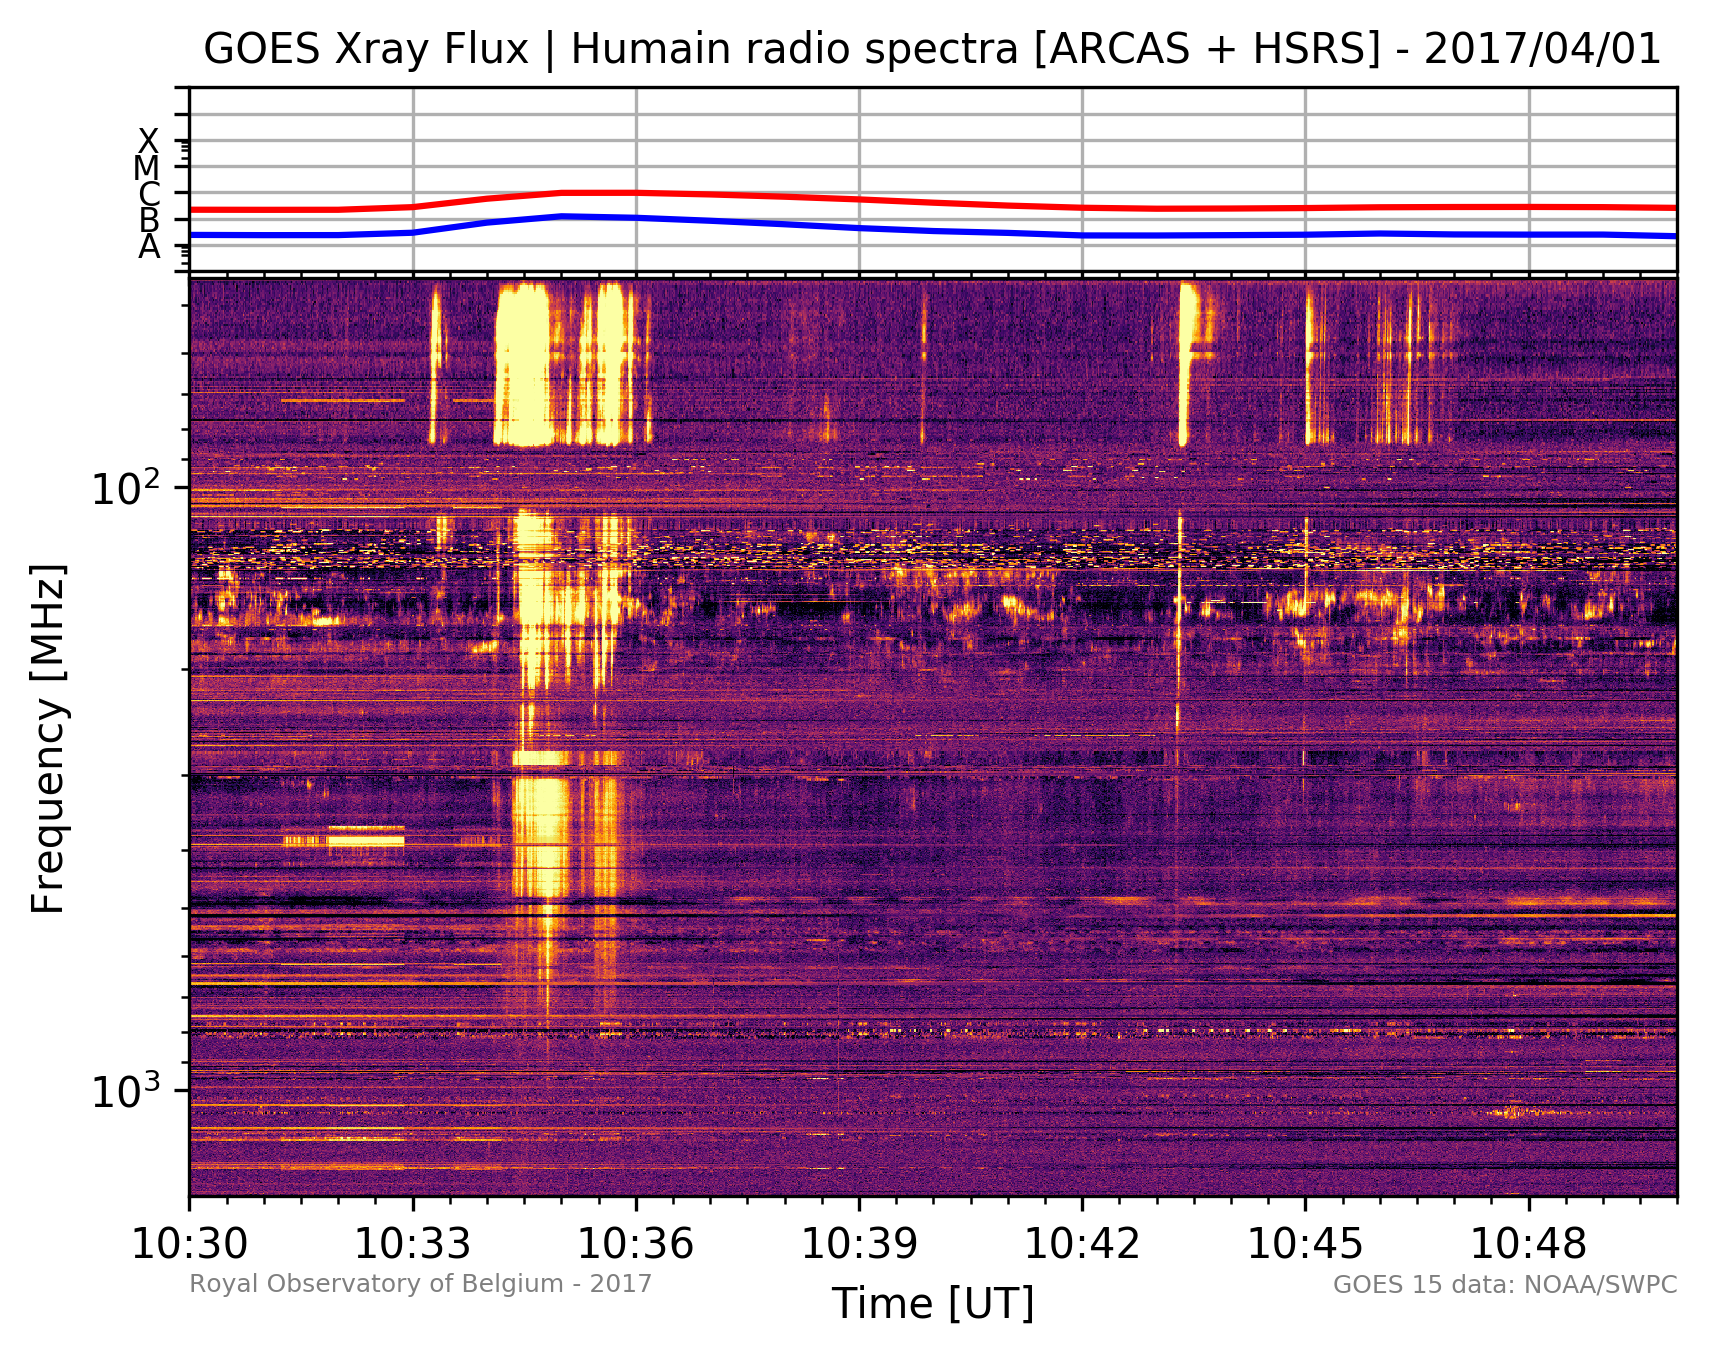 GOES Xray Flux | Humain radio spectra [ARCAS + HSRS] - 2017/04/01
X
M
C
B
A
10²
Frequency [MHz]
10³
10:30 10:33 10:36 10:39 10:42 10:45 10:48
Royal Observatory of Belgium - 2017
GOES 15 data: NOAA/SWPC
Time [UT]